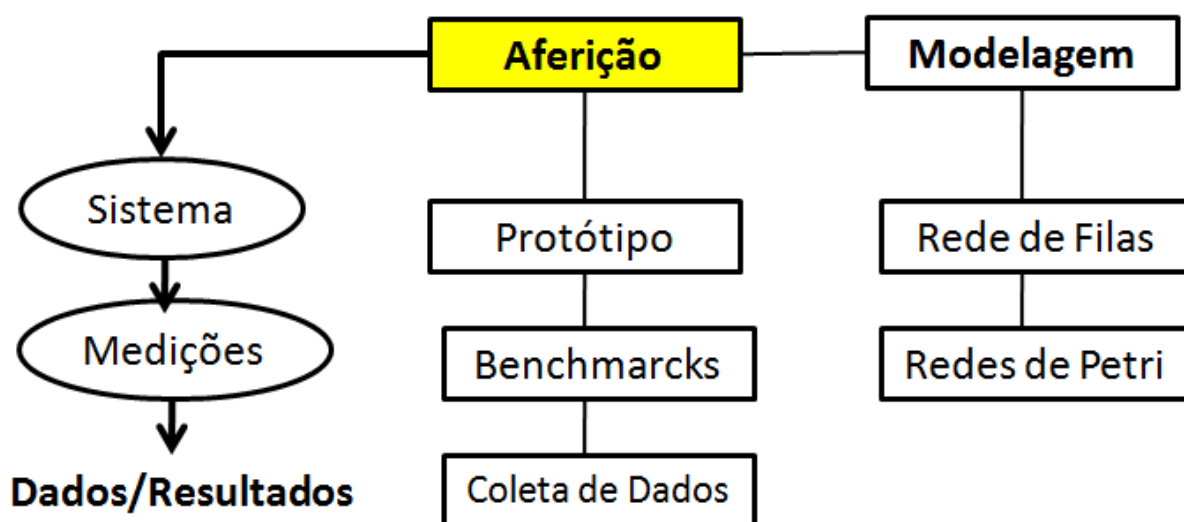 Aferição
Modelagem
Sistema
Protótipo
Rede de Filas
Medições
Benchmarcks
Redes de Petri
Dados/Resultados
Coleta de Dados